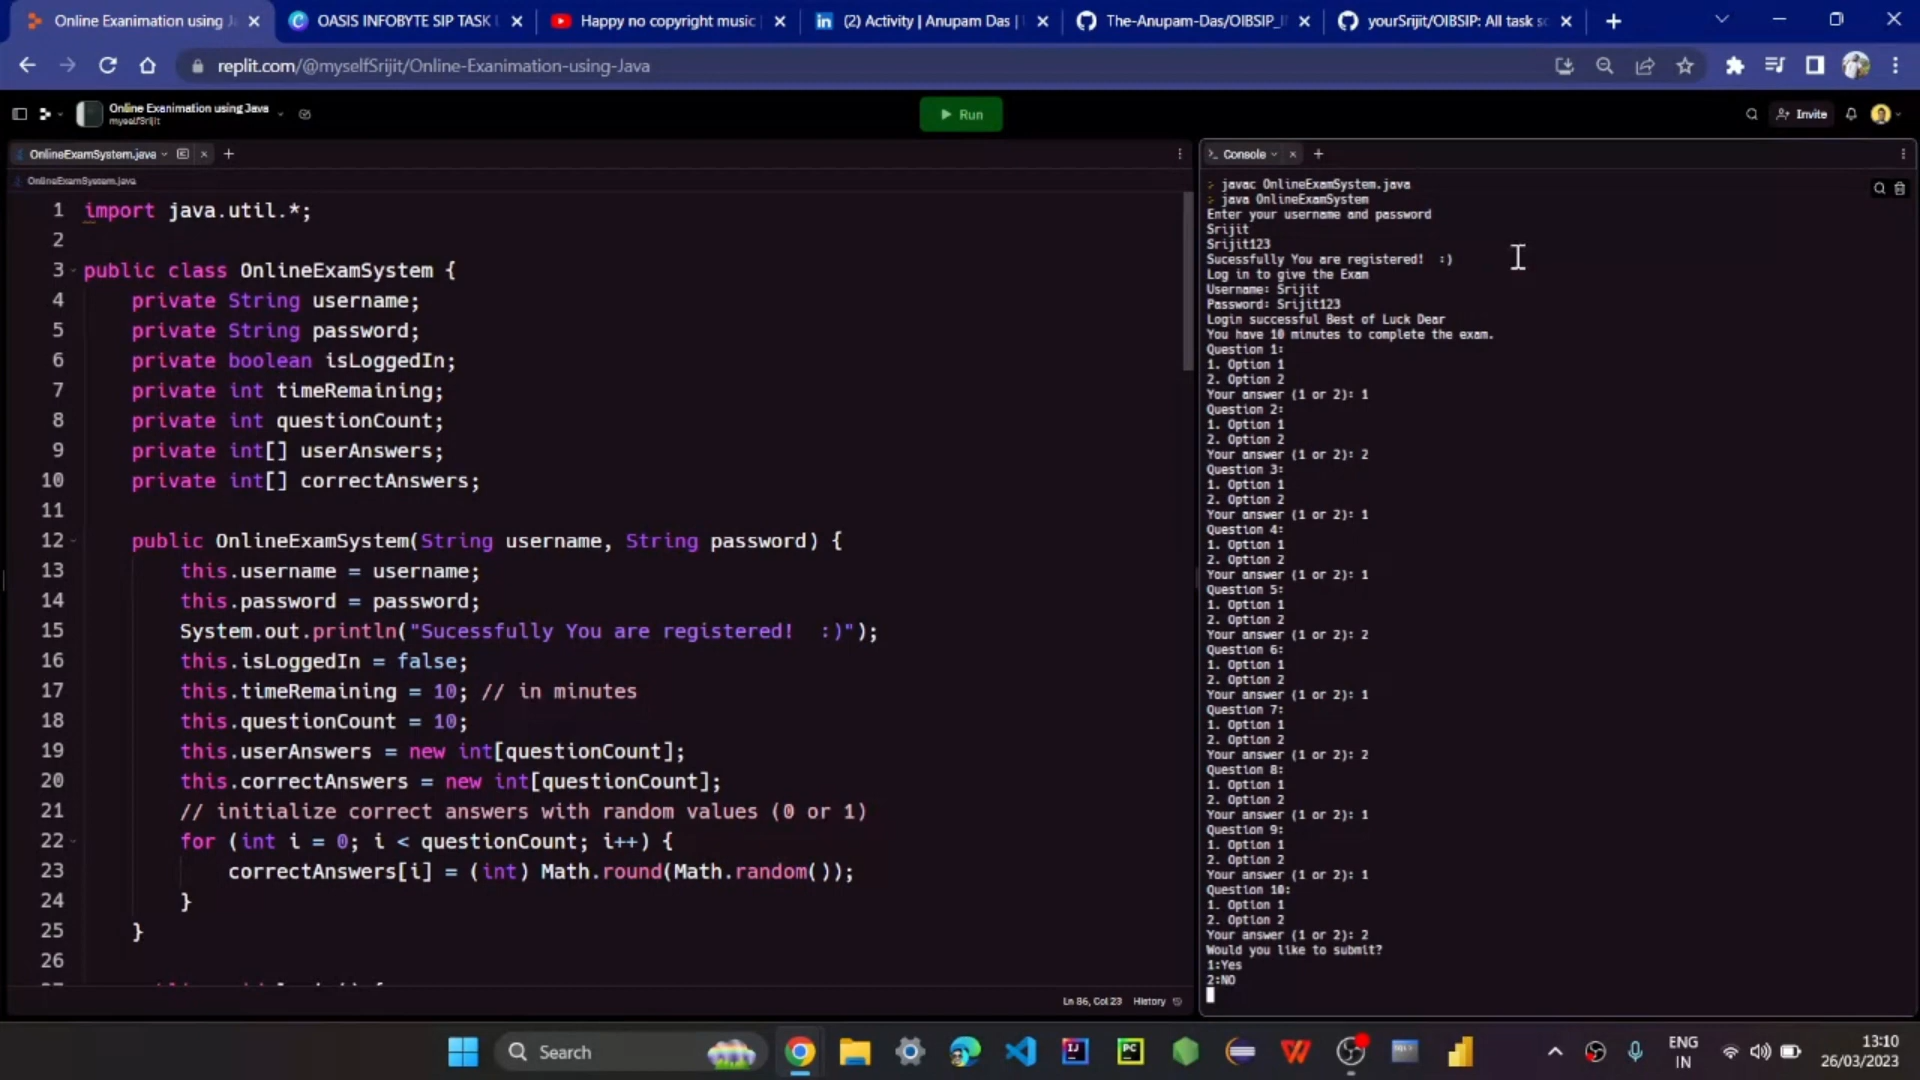 Online Exanimation using J
OASIS INFOBYTE SIP TASK
Happy no copyright music
(2) Activity | Anupam Das |
The-Anupam-Das/OIBSIP_
yourSrijit/OIBSIP: All task so
replit.com/@myselfSrijit/Online-Exanimation-using-Java
Online Exanimation using Java
myselfSrijit
Run
Invite
OnlineExamSystem.java
Console
OnlineExamSystem.java
1 import java.util.*;
2
3 public class OnlineExamSystem {
4 private String username;
5 private String password;
6 private boolean isLoggedIn;
7 private int timeRemaining;
8 private int questionCount;
9 private int[] userAnswers;
10 private int[] correctAnswers;
11
12 public OnlineExamSystem(String username, String password) {
13 this.username = username;
14 this.password = password;
15 System.out.println("Sucessfully You are registered!  :)");
16 this.isLoggedIn = false;
17 this.timeRemaining = 10; // in minutes
18 this.questionCount = 10;
19 this.userAnswers = new int[questionCount];
20 this.correctAnswers = new int[questionCount];
21 // initialize correct answers with random values (0 or 1)
22 for (int i = 0; i < questionCount; i++) {
23 correctAnswers[i] = (int) Math.round(Math.random());
24 }
25 }
26
Ln 86, Col 23 History
> javac OnlineExamSystem.java
> java OnlineExamSystem
Enter your username and password
Srijit
Srijit123
Sucessfully You are registered!  :)
Log in to give the Exam
Username: Srijit
Password: Srijit123
Login successful Best of Luck Dear
You have 10 minutes to complete the exam.
Question 1:
1. Option 1
2. Option 2
Your answer (1 or 2): 1
Question 2:
1. Option 1
2. Option 2
Your answer (1 or 2): 2
Question 3:
1. Option 1
2. Option 2
Your answer (1 or 2): 1
Question 4:
1. Option 1
2. Option 2
Your answer (1 or 2): 1
Question 5:
1. Option 1
2. Option 2
Your answer (1 or 2): 2
Question 6:
1. Option 1
2. Option 2
Your answer (1 or 2): 1
Question 7:
1. Option 1
2. Option 2
Your answer (1 or 2): 2
Question 8:
1. Option 1
2. Option 2
Your answer (1 or 2): 1
Question 9:
1. Option 1
2. Option 2
Your answer (1 or 2): 1
Question 10:
1. Option 1
2. Option 2
Your answer (1 or 2): 2
Would you like to submit?
1:Yes
2:NO
Search
ENG
IN
13:10
26/03/2023